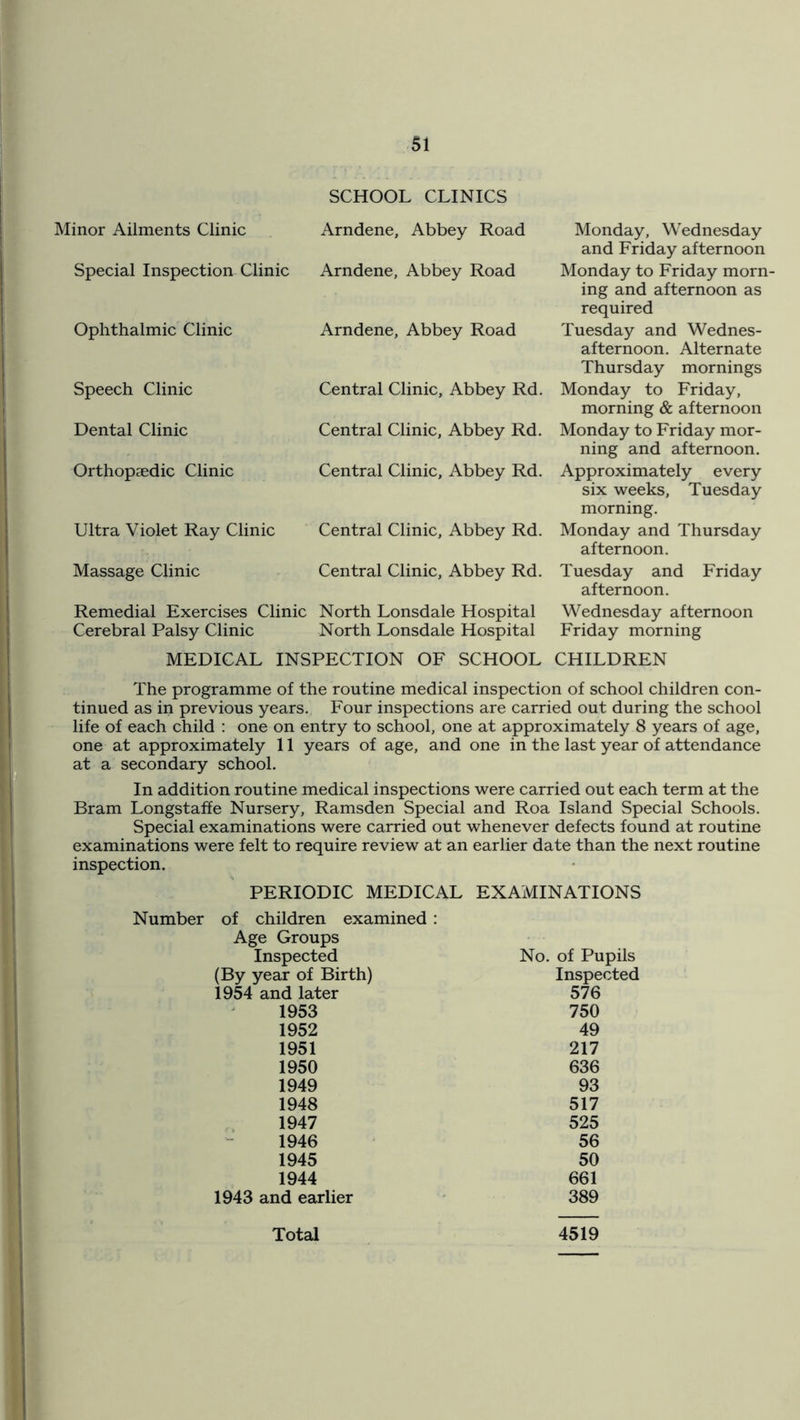 51
SCHOOL CLINICS
Minor Ailments Clinic Arndene, Abbey Road Monday, Wednesday
and Friday afternoon
Special Inspection Clinic Arndene, Abbey Road Monday to Friday morn-
ing and afternoon as
required
Ophthalmic Clinic Arndene, Abbey Road Tuesday and Wednes-
afternoon. Alternate
Thursday mornings
Speech Clinic Central Clinic, Abbey Rd. Monday to Friday,
morning & afternoon
Dental Clinic Central Clinic, Abbey Rd. Monday to Friday mor-
ning and afternoon.
Orthopædic Clinic Central Clinic, Abbey Rd. Approximately every
six weeks, Tuesday
morning.
Ultra Violet Ray Clinic Central Clinic, Abbey Rd. Monday and Thursday
afternoon.
Massage Clinic Central Clinic, Abbey Rd. Tuesday and Friday
afternoon.
Remedial Exercises Clinic North Lonsdale Hospital Wednesday afternoon
Cerebral Palsy Clinic North Lonsdale Hospital Friday morning
MEDICAL INSPECTION OF SCHOOL CHILDREN
The programme of the routine medical inspection of school children con-
tinued as in previous years. Four inspections are carried out during the school
life of each child : one on entry to school, one at approximately 8 years of age,
one at approximately 11 years of age, and one in the last year of attendance
at a secondary school.
In addition routine medical inspections were carried out each term at the
Bram Longstaffe Nursery, Ramsden Special and Roa Island Special Schools.
Special examinations were carried out whenever defects found at routine
examinations were felt to require review at an earlier date than the next routine
inspection.
PERIODIC MEDICAL EXAMINATIONS
Number of children examined :
Age Groups
Inspected No. of Pupils
(By year of Birth) Inspected
1954 and later 576
1953 750
1952 49
1951 217
1950 636
1949 93
1948 517
1947 525
1946 56
1945 50
1944 661
1943 and earlier 389
Total 4519